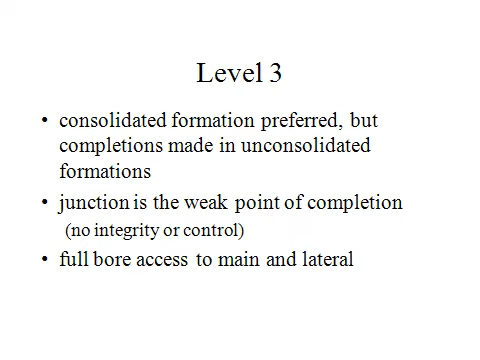 Level 3
• consolidated formation preferred, but
completions made in unconsolidated
formations
• junction is the weak point of completion
(no integrity or control)
• full bore access to main and lateral